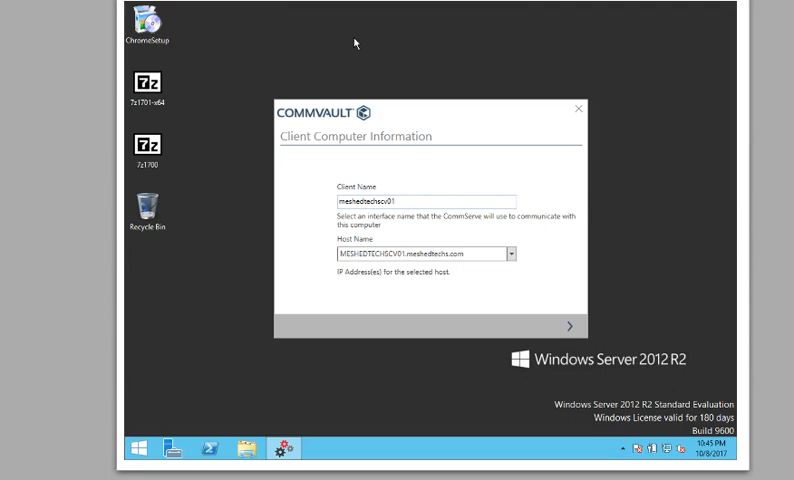 ChromeSetup
7z
7z1701-x64
7z
7z1700
Recycle Bin
COMMVAULT
Client Computer Information
Client Name
meshedtechscv01
Select an interface name that the CommServe will use to communicate with
this computer
Host Name
MESHEDTECHSCV01.meshedtechs.com
IP Address(es) for the selected host.
Windows Server 2012 R2
Windows Server 2012 R2 Standard Evaluation
Windows License valid for 180 days
Build 9600
10:45 PM
10/8/2017